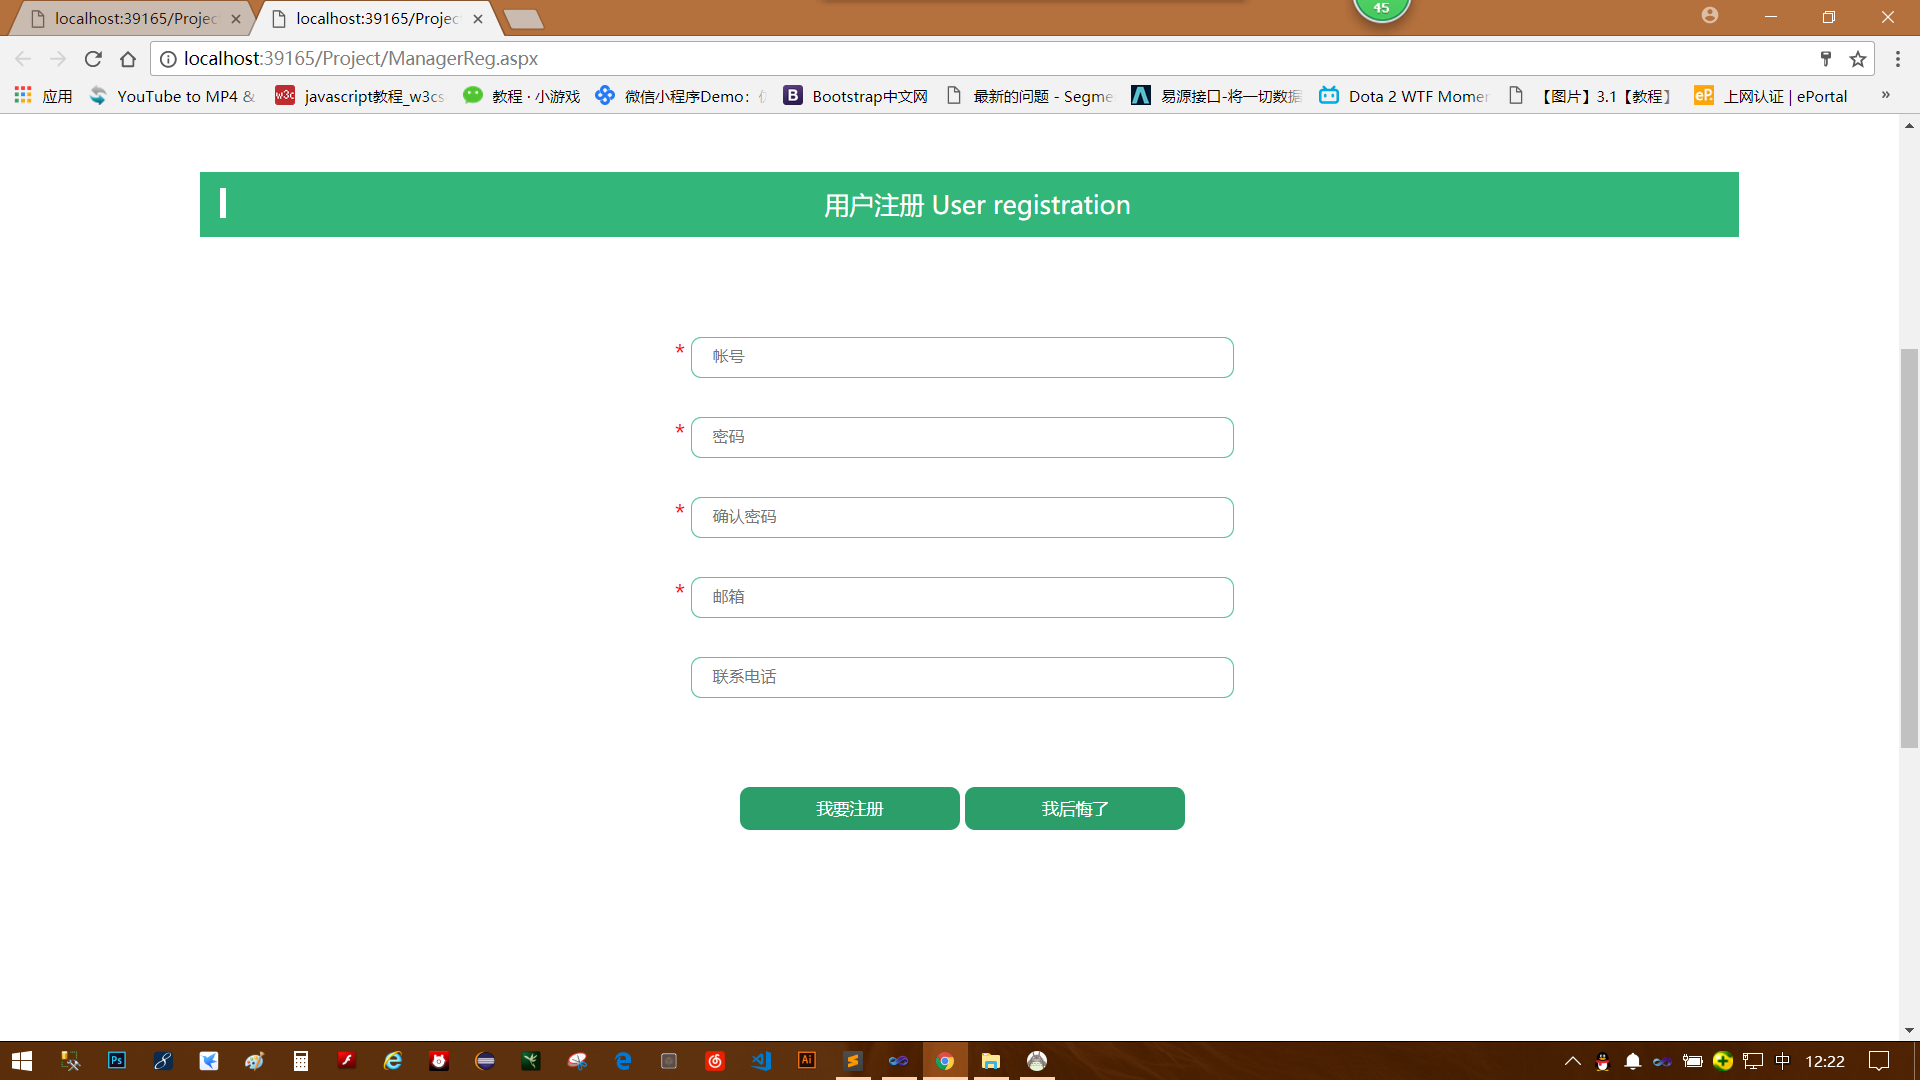 localhost:39165/Projec
localhost:39165/Projec
45
localhost:39165/Project/ManagerReg.aspx
应用
YouTube to MP4 &
w3c
javascript教程_w3cs
教程 · 小游戏
微信小程序Demo：
B
Bootstrap中文网
最新的问题 - Segme
易源接口-将一切数据
Dota 2 WTF Momen
【图片】3.1【教程】
eP.
上网认证 | ePortal
»
用户注册 User registration
* 帐号
* 密码
* 确认密码
* 邮箱
联系电话
我要注册
我后悔了
Ps
Ai
中
12:22